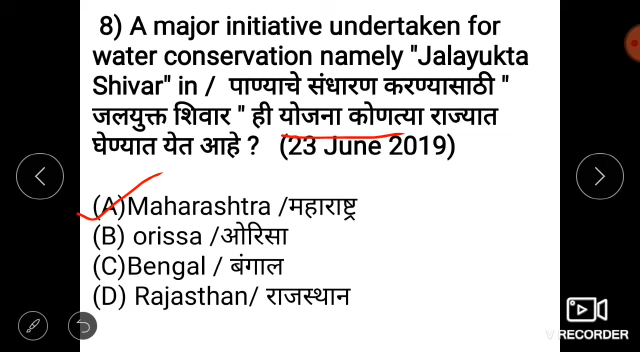 8) A major initiative undertaken for
water conservation namely "Jalayukta
Shivar" in / पाण्याचे संधारण करण्यासाठी "
जलयुक्त शिवार " ही योजना कोणत्या राज्यात
घेण्यात येत आहे ? (23 June 2019)
(A)Maharashtra /महाराष्ट्र
(B) orissa /ओरिसा
(C)Bengal / बंगाल
(D) Rajasthan/ राजस्थान
V RECORDER